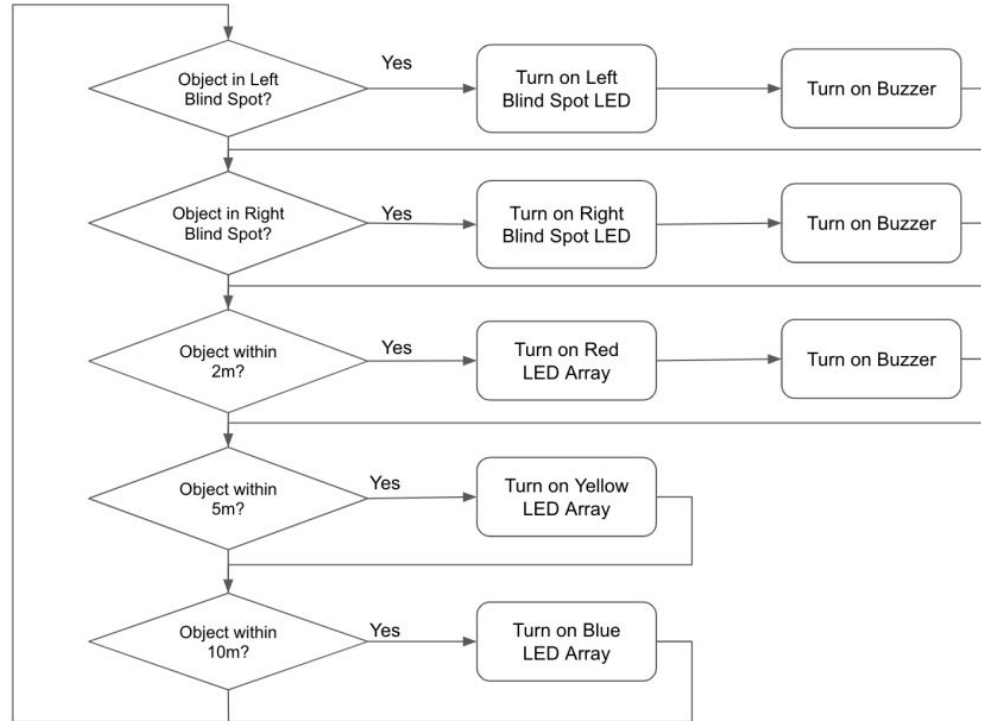 Object in Left
Blind Spot?
Yes
Turn on Left
Blind Spot LED
Turn on Buzzer
Object in Right
Blind Spot?
Yes
Turn on Right
Blind Spot LED
Turn on Buzzer
Object within
2m?
Yes
Turn on Red
LED Array
Turn on Buzzer
Object within
5m?
Yes
Turn on Yellow
LED Array
Object within
10m?
Yes
Turn on Blue
LED Array